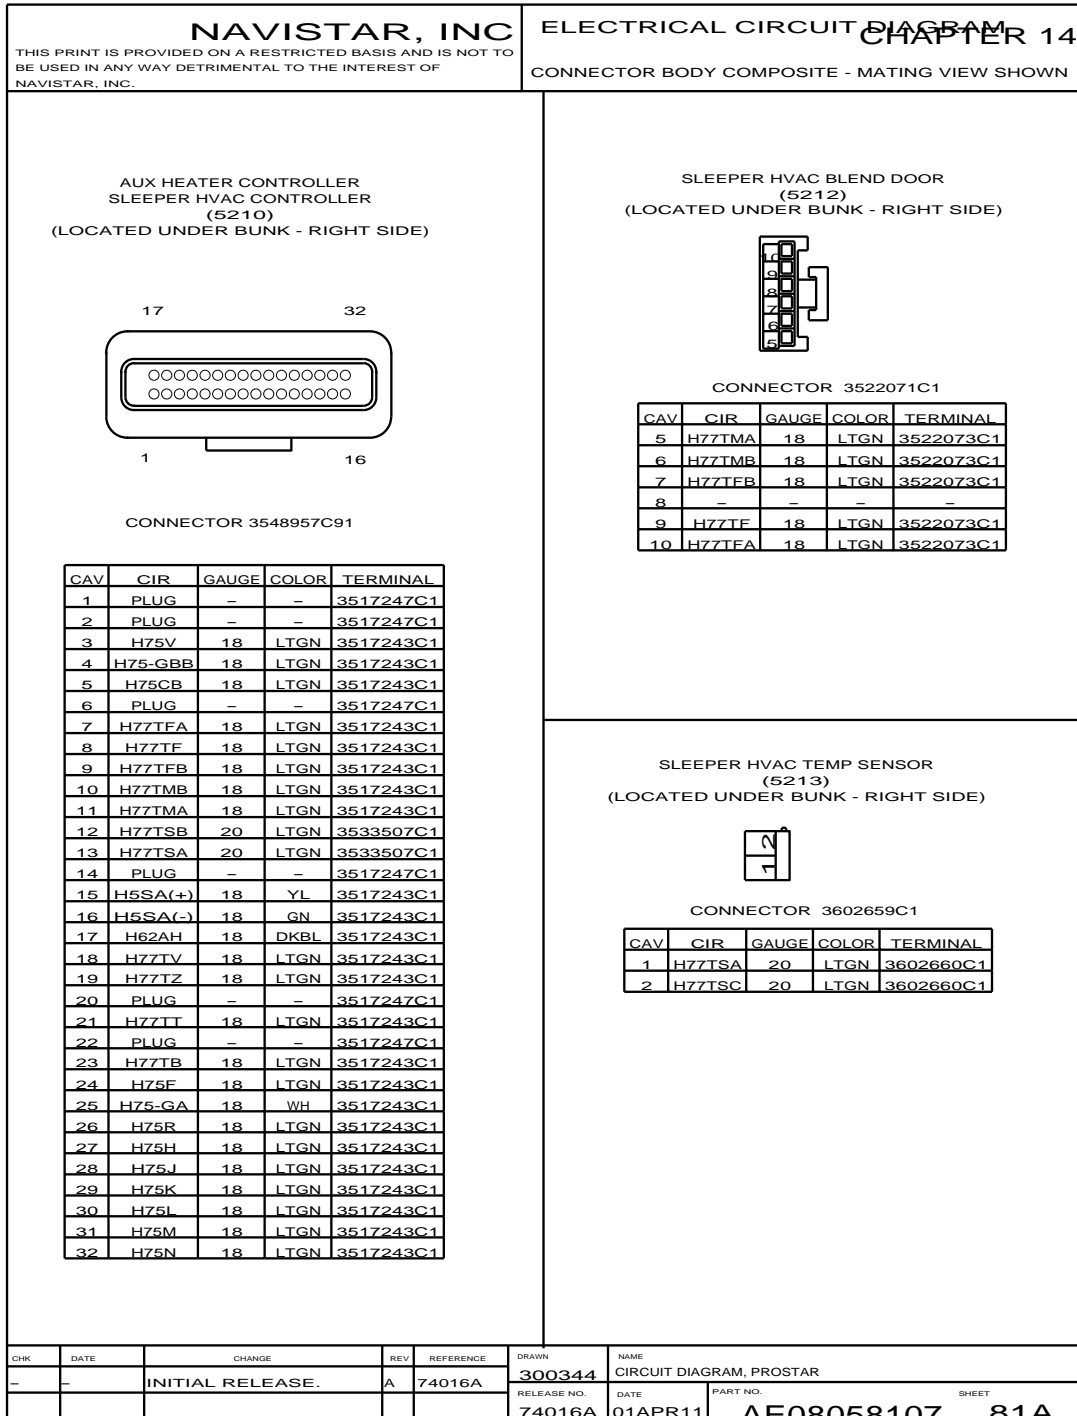 NAVISTAR, INC
THIS PRINT IS PROVIDED ON A RESTRICTED BASIS AND IS NOT TO
BE USED IN ANY WAY DETRIMENTAL TO THE INTEREST OF
NAVISTAR, INC.
ELECTRICAL CIRCUIT DIAGRAM
CHAPTER 14
CONNECTOR BODY COMPOSITE - MATING VIEW SHOWN
AUX HEATER CONTROLLER
SLEEPER HVAC CONTROLLER
(5210)
(LOCATED UNDER BUNK - RIGHT SIDE)
17 32
1 16
CONNECTOR 3548957C91
CAV CIR GAUGE COLOR TERMINAL
1 PLUG – – 3517247C1
2 PLUG – – 3517247C1
3 H75V 18 LTGN 3517243C1
4 H75-GBB 18 LTGN 3517243C1
5 H75CB 18 LTGN 3517243C1
6 PLUG – – 3517247C1
7 H77TFA 18 LTGN 3517243C1
8 H77TF 18 LTGN 3517243C1
9 H77TFB 18 LTGN 3517243C1
10 H77TMB 18 LTGN 3517243C1
11 H77TMA 18 LTGN 3517243C1
12 H77TSB 20 LTGN 3533507C1
13 H77TSA 20 LTGN 3533507C1
14 PLUG – – 3517247C1
15 H5SA(+) 18 YL 3517243C1
16 H5SA(-) 18 GN 3517243C1
17 H62AH 18 DKBL 3517243C1
18 H77TV 18 LTGN 3517243C1
19 H77TZ 18 LTGN 3517243C1
20 PLUG – – 3517247C1
21 H77TT 18 LTGN 3517243C1
22 PLUG – – 3517247C1
23 H77TB 18 LTGN 3517243C1
24 H75F 18 LTGN 3517243C1
25 H75-GA 18 WH 3517243C1
26 H75R 18 LTGN 3517243C1
27 H75H 18 LTGN 3517243C1
28 H75J 18 LTGN 3517243C1
29 H75K 18 LTGN 3517243C1
30 H75L 18 LTGN 3517243C1
31 H75M 18 LTGN 3517243C1
32 H75N 18 LTGN 3517243C1
SLEEPER HVAC BLEND DOOR
(5212)
(LOCATED UNDER BUNK - RIGHT SIDE)
10
9
8
7
6
5
CONNECTOR 3522071C1
CAV CIR GAUGE COLOR TERMINAL
5 H77TMA 18 LTGN 3522073C1
6 H77TMB 18 LTGN 3522073C1
7 H77TFB 18 LTGN 3522073C1
8 – – – –
9 H77TF 18 LTGN 3522073C1
10 H77TFA 18 LTGN 3522073C1
SLEEPER HVAC TEMP SENSOR
(5213)
(LOCATED UNDER BUNK - RIGHT SIDE)
2
1
CONNECTOR 3602659C1
CAV CIR GAUGE COLOR TERMINAL
1 H77TSA 20 LTGN 3602660C1
2 H77TSC 20 LTGN 3602660C1
CHK DATE CHANGE REV REFERENCE
– – INITIAL RELEASE. A 74016A
DRAWN
300344
NAME
CIRCUIT DIAGRAM, PROSTAR
RELEASE NO.
74016A
DATE
01APR11
PART NO.
AE08058107
SHEET
81A